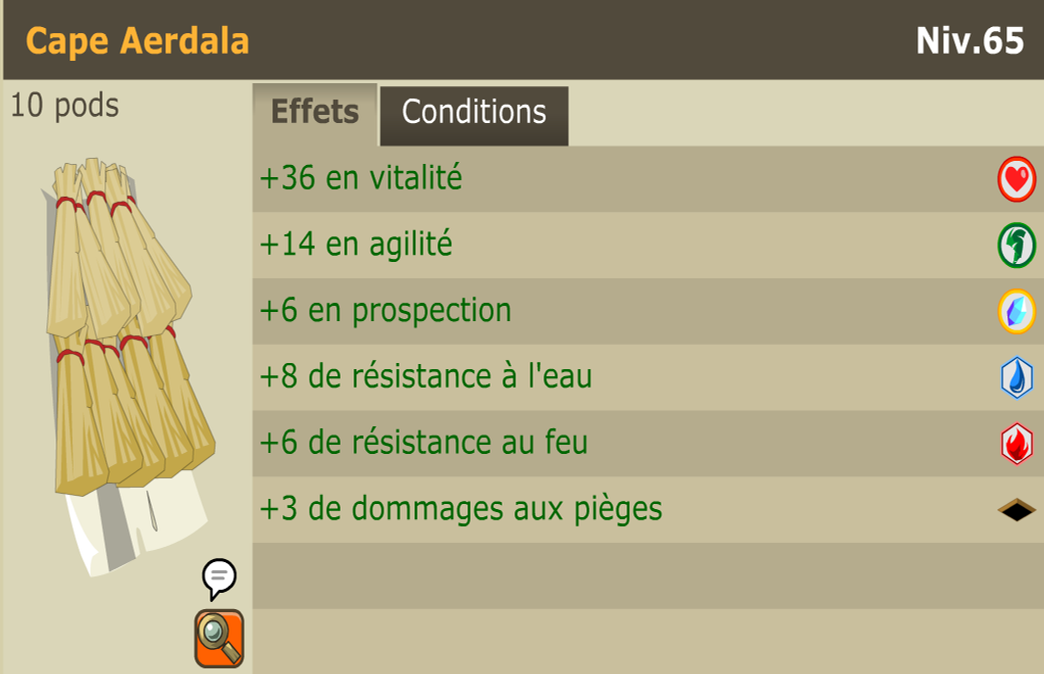 Cape Aerdala
Niv.65
10 pods
Effets
Conditions
+36 en vitalité
+14 en agilité
+6 en prospection
+8 de résistance à l'eau
+6 de résistance au feu
+3 de dommages aux pièges